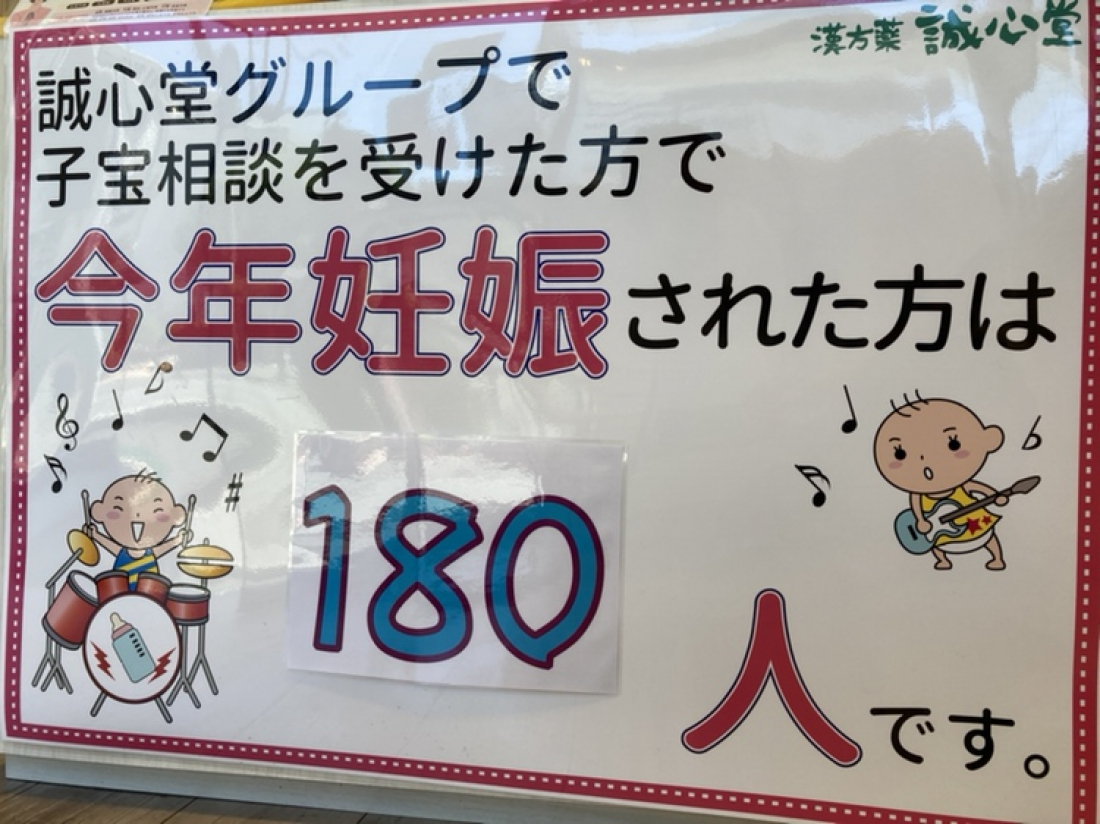 漢方薬 誠心堂
誠心堂グループで
子宝相談を受けた方で
今年妊娠された方は
180
人です。